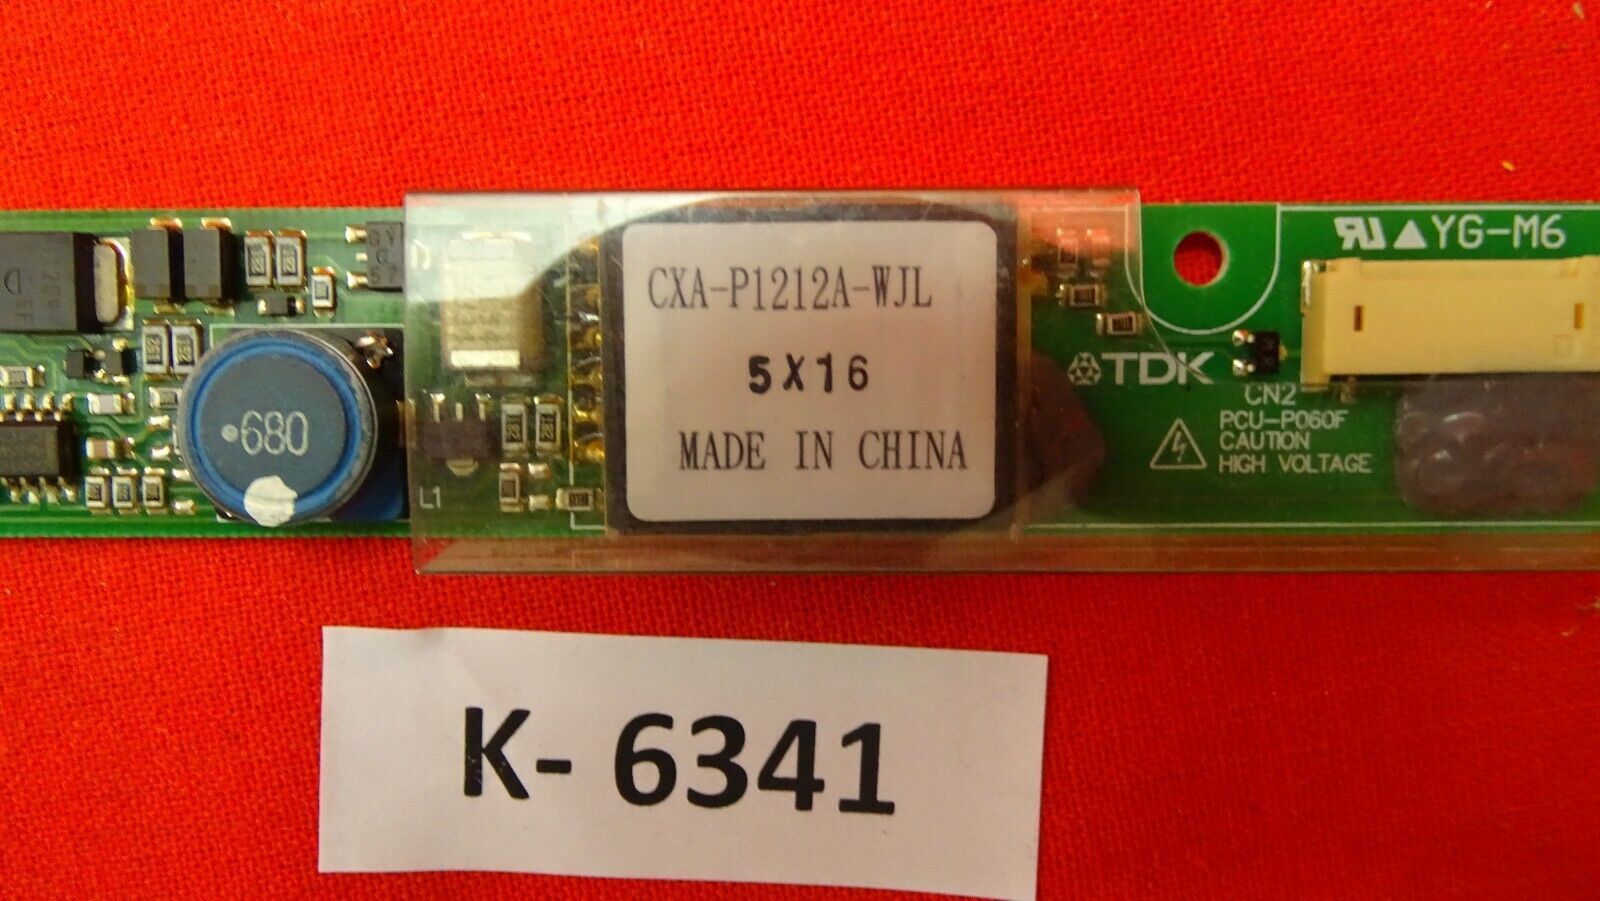 CXA-P1212A-WJL
5X16
MADE IN CHINA
YG-M6
TDK
CN2
PCU-P060F
CAUTION
HIGH VOLTAGE
680
L1
K- 6341